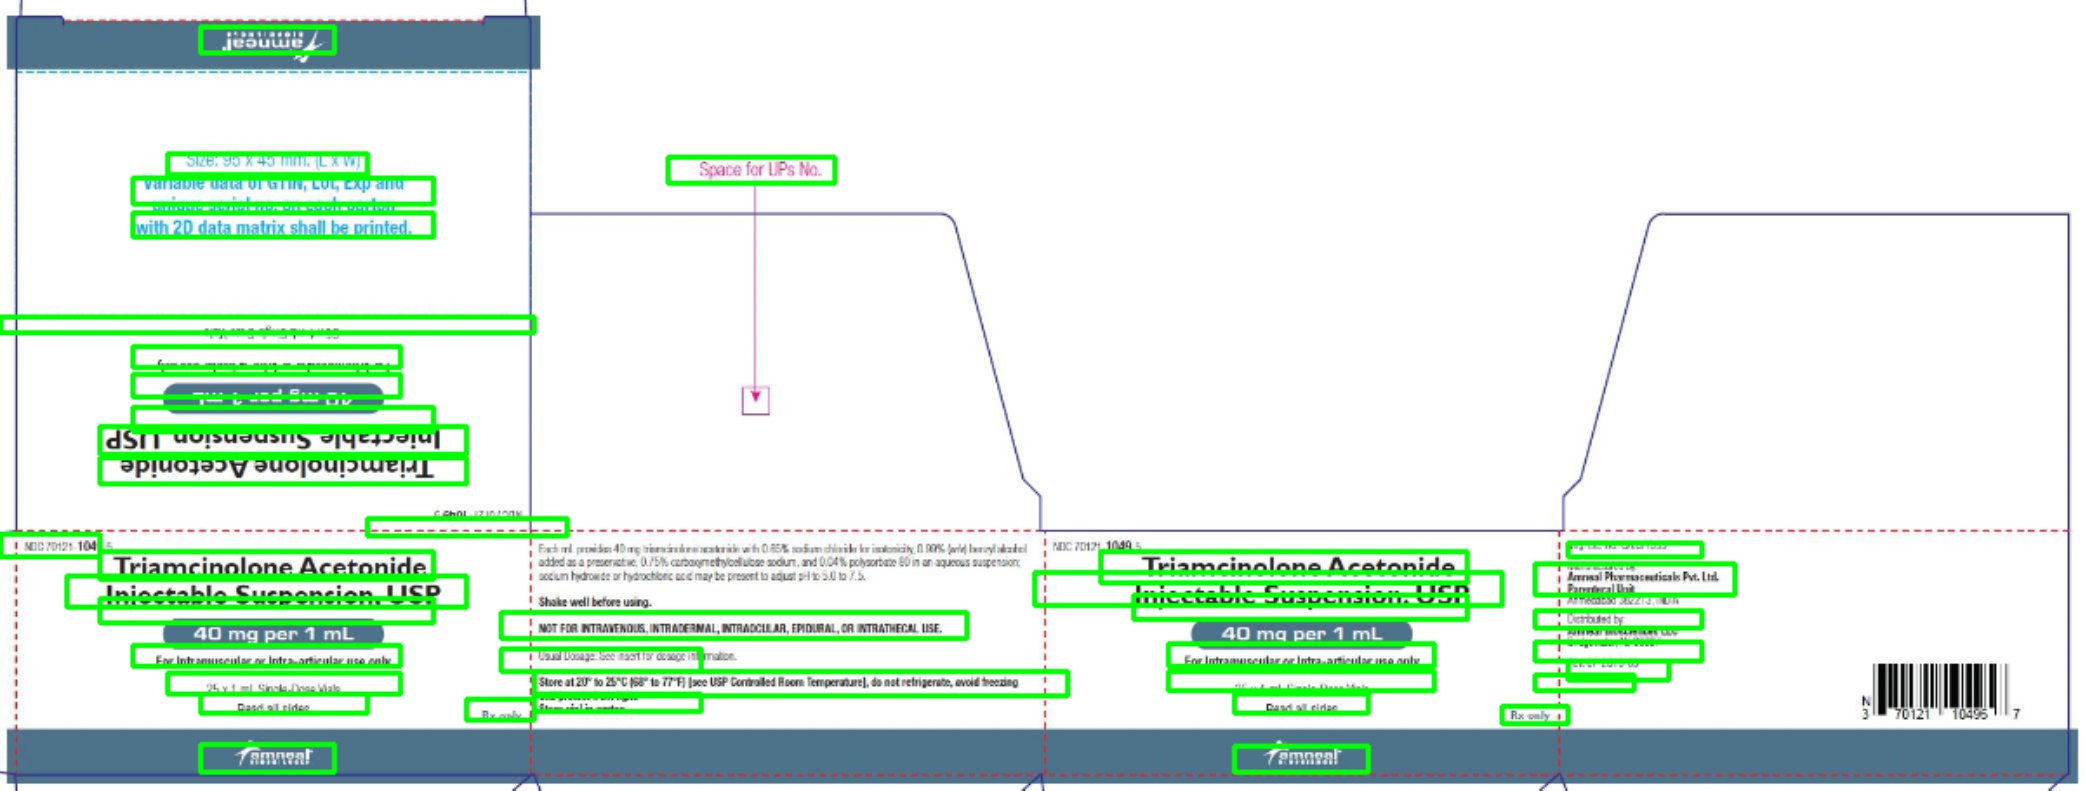 amneal
Size: 95 x 45 mm. (L x W)
Variable data of GTIN, Lot, Exp and
unique serial no. on each carton
with 2D data matrix shall be printed.
Space for UPs No.
40 mg per 1 mL
Injectable Suspension, USP
Triamcinolone Acetonide
NDC 70121-1049-5
NDC 70121-1049-5
Triamcinolone Acetonide
Injectable Suspension, USP
40 mg per 1 mL
For Intramuscular or Intra-articular use only
25 x 1 mL Single-Dose Vials
Read all sides
Rx only
amneal
Each mL provides 40 mg triamcinolone acetonide with 0.65% sodium chloride for isotonicity, 0.99% (w/v) benzyl alcohol
added as a preservative, 0.75% carboxymethylcellulose sodium, and 0.04% polysorbate 80 in an aqueous suspension;
sodium hydroxide or hydrochloric acid may be present to adjust pH to 5.0 to 7.5.
Shake well before using.
NOT FOR INTRAVENOUS, INTRADERMAL, INTRAOCULAR, EPIDURAL, OR INTRATHECAL USE.
Usual Dosage: See insert for dosage information.
Store at 20° to 25°C (68° to 77°F) [see USP Controlled Room Temperature], do not refrigerate, avoid freezing
Store vial in carton.
NDC 70121-1049-5
Triamcinolone Acetonide
Injectable Suspension, USP
40 mg per 1 mL
For Intramuscular or Intra-articular use only
25 x 1 mL Single-Dose Vials
Read all sides
Rx only
amneal
Amneal Pharmaceuticals Pvt. Ltd.
Parenteral Unit
Ahmedabad 382213, INDIA
Distributed by:
Amneal Biosciences LLC
N
3 70121 10495 7